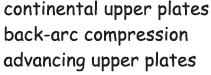 continental upper plates
back-arc compression
advancing upper plates